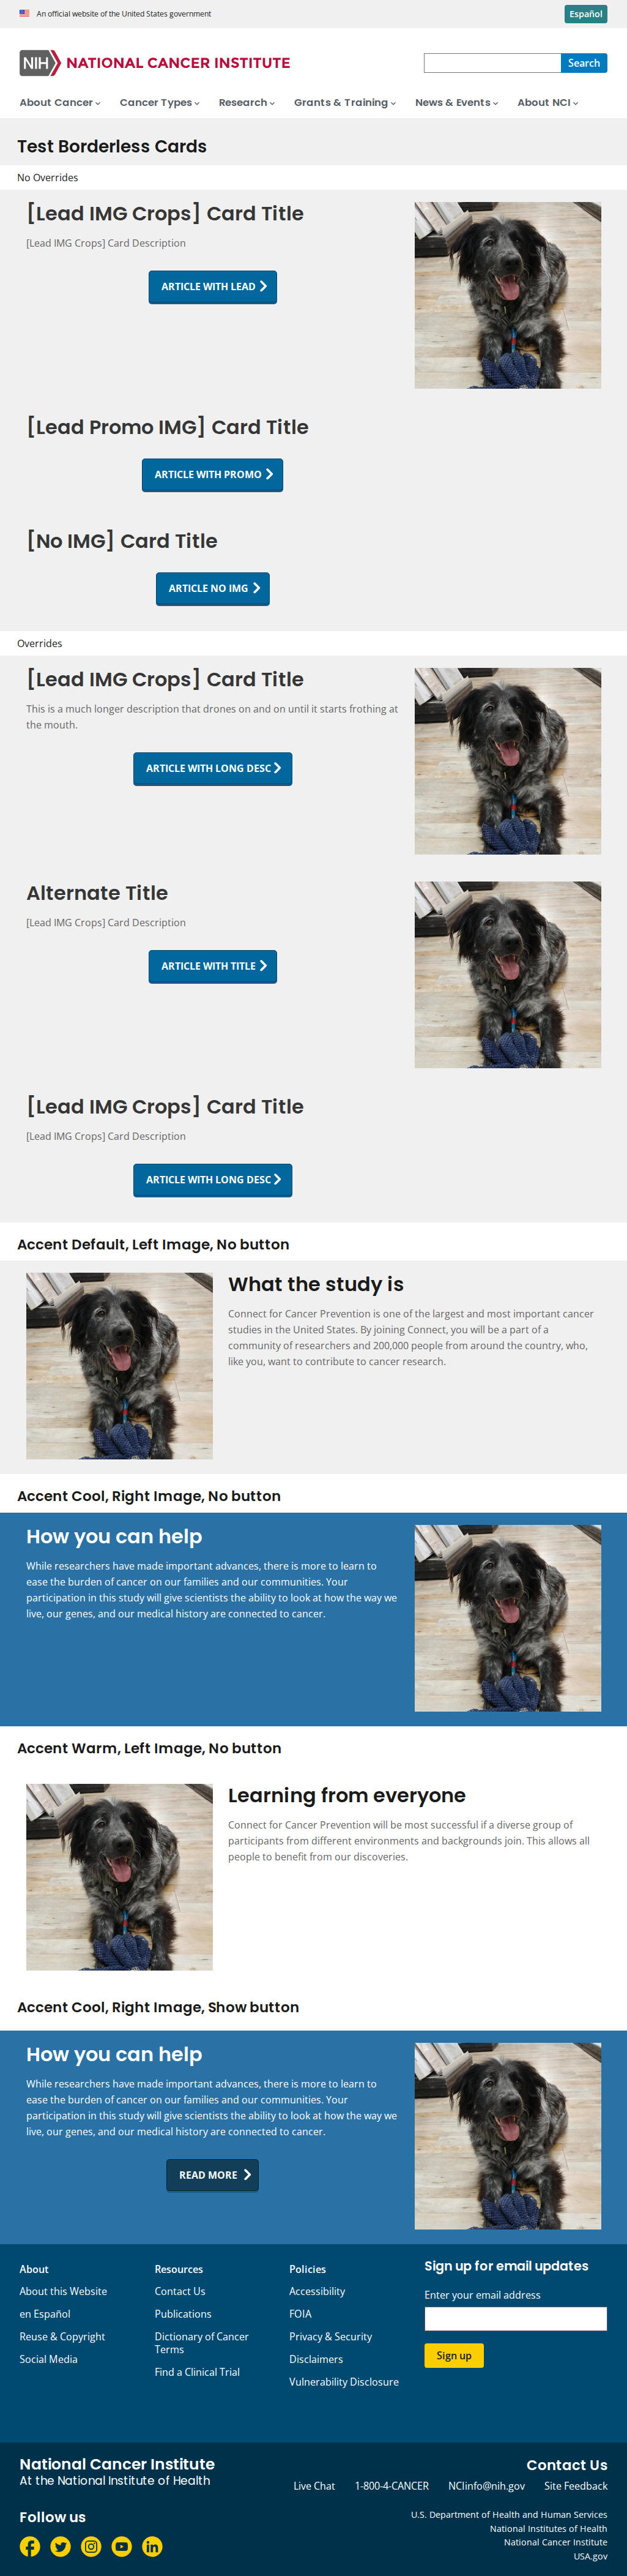 An official website of the United States government
Español
NIH NATIONAL CANCER INSTITUTE
Search
About Cancer Cancer Types Research Grants & Training News & Events About NCI
Test Borderless Cards
No Overrides
[Lead IMG Crops] Card Title
[Lead IMG Crops] Card Description
ARTICLE WITH LEAD
[Lead Promo IMG] Card Title
ARTICLE WITH PROMO
[No IMG] Card Title
ARTICLE NO IMG
Overrides
[Lead IMG Crops] Card Title
This is a much longer description that drones on and on until it starts frothing at
the mouth.
ARTICLE WITH LONG DESC
Alternate Title
[Lead IMG Crops] Card Description
ARTICLE WITH TITLE
[Lead IMG Crops] Card Title
[Lead IMG Crops] Card Description
ARTICLE WITH LONG DESC
Accent Default, Left Image, No button
What the study is
Connect for Cancer Prevention is one of the largest and most important cancer
studies in the United States. By joining Connect, you will be a part of a
community of researchers and 200,000 people from around the country, who,
like you, want to contribute to cancer research.
Accent Cool, Right Image, No button
How you can help
While researchers have made important advances, there is more to learn to
ease the burden of cancer on our families and our communities. Your
participation in this study will give scientists the ability to look at how the way we
live, our genes, and our medical history are connected to cancer.
Accent Warm, Left Image, No button
Learning from everyone
Connect for Cancer Prevention will be most successful if a diverse group of
participants from different environments and backgrounds join. This allows all
people to benefit from our discoveries.
Accent Cool, Right Image, Show button
How you can help
While researchers have made important advances, there is more to learn to
ease the burden of cancer on our families and our communities. Your
participation in this study will give scientists the ability to look at how the way we
live, our genes, and our medical history are connected to cancer.
READ MORE
About
About this Website
en Español
Reuse & Copyright
Social Media
Resources
Contact Us
Publications
Dictionary of Cancer
Terms
Find a Clinical Trial
Policies
Accessibility
FOIA
Privacy & Security
Disclaimers
Vulnerability Disclosure
Sign up for email updates
Enter your email address
Sign up
National Cancer Institute
At the National Institute of Health
Contact Us
Live Chat 1-800-4-CANCER NCIinfo@nih.gov Site Feedback
Follow us
U.S. Department of Health and Human Services
National Institutes of Health
National Cancer Institute
USA.gov